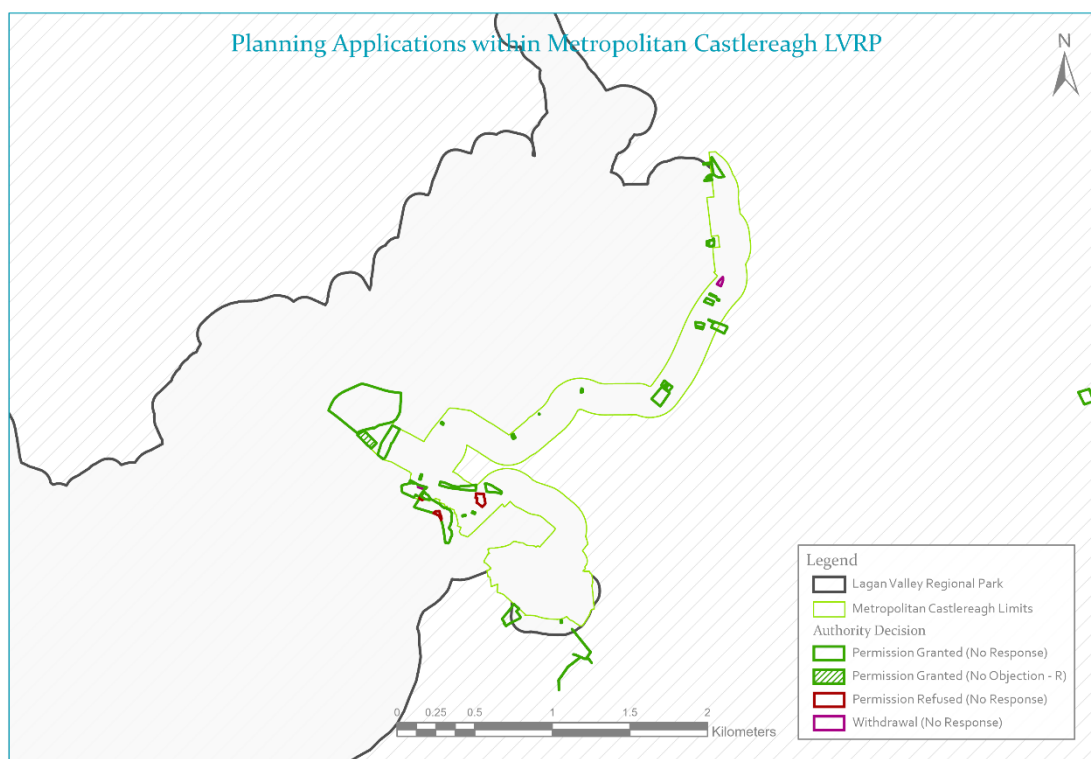 Planning Applications within Metropolitan Castlereagh LVRP
N
Legend
Lagan Valley Regional Park
Metropolitan Castlereagh Limits
Authority Decision
Permission Granted (No Response)
Permission Granted (No Objection - R)
Permission Refused (No Response)
Withdrawal (No Response)
0 0.25 0.5 1 1.5 2
Kilometers